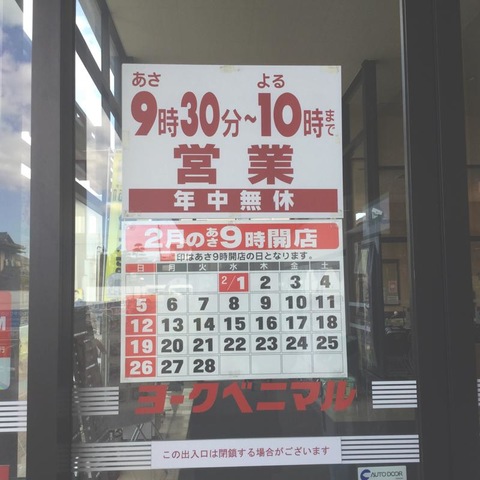 あさ よる
9時30分~10時まで
営業
年中無休
2月のあさ9時開店
印はあさ9時開店の日となります。
日 月 火 水 木 金 土
2/1 2 3 4
5 6 7 8 9 10 11
12 13 14 15 16 17 18
19 20 21 22 23 24 25
26 27 28
ヨークベニマル
この出入口は閉鎖する場合がございます
AUTO DOOR